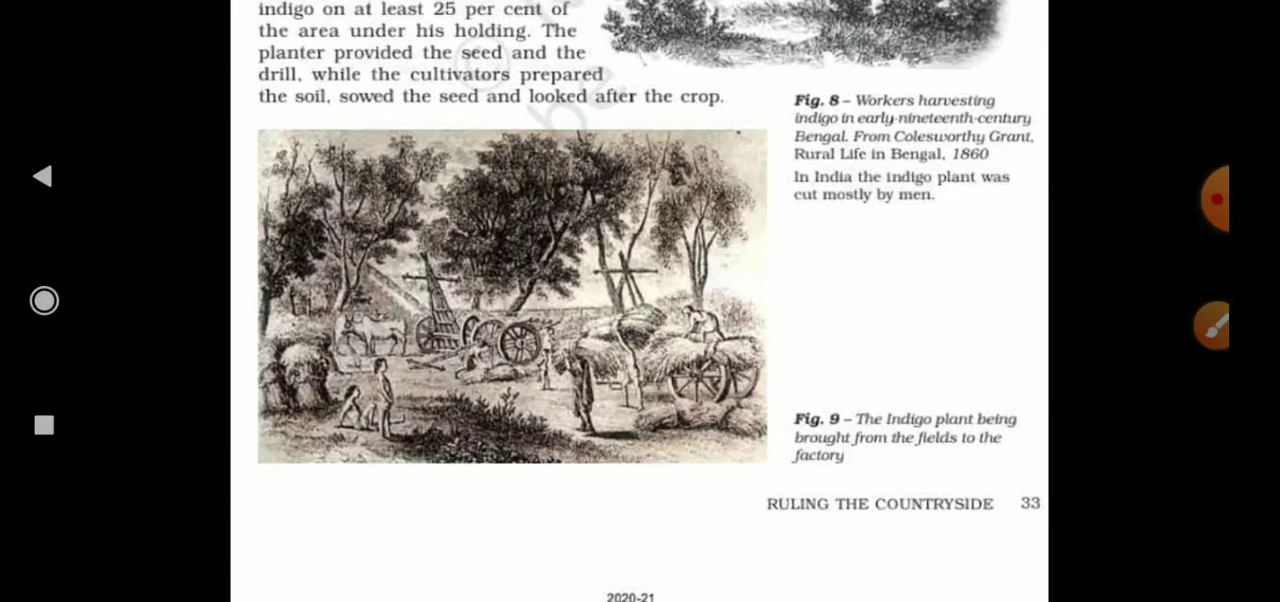 indigo on at least 25 per cent of
the area under his holding. The
planter provided the seed and the
drill, while the cultivators prepared
the soil, sowed the seed and looked after the crop.
Fig. 8 – Workers harvesting
indigo in early-nineteenth-century
Bengal. From Colesworthy Grant,
Rural Life in Bengal, 1860
In India the indigo plant was
cut mostly by men.
Fig. 9 – The Indigo plant being
brought from the fields to the
factory
RULING THE COUNTRYSIDE 33
2020-21